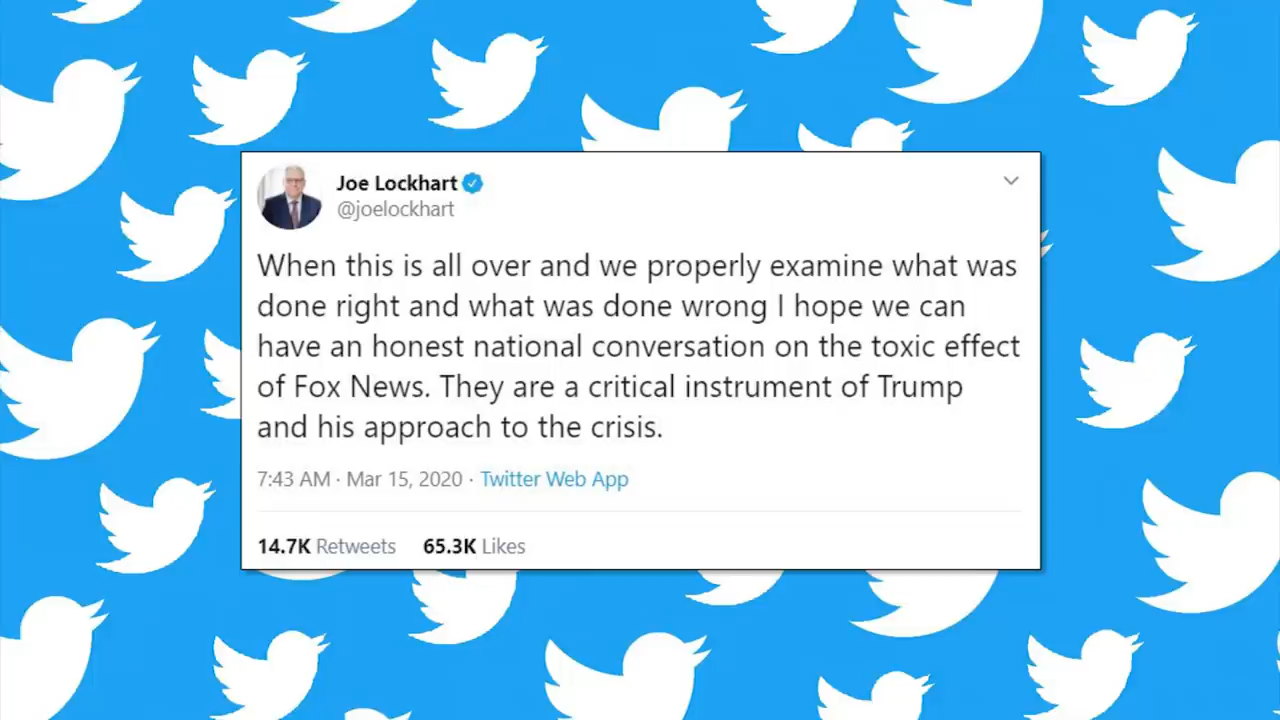 Joe Lockhart
@joelockhart
When this is all over and we properly examine what was
done right and what was done wrong I hope we can
have an honest national conversation on the toxic effect
of Fox News. They are a critical instrument of Trump
and his approach to the crisis.
7:43 AM · Mar 15, 2020 · Twitter Web App
14.7K Retweets 65.3K Likes